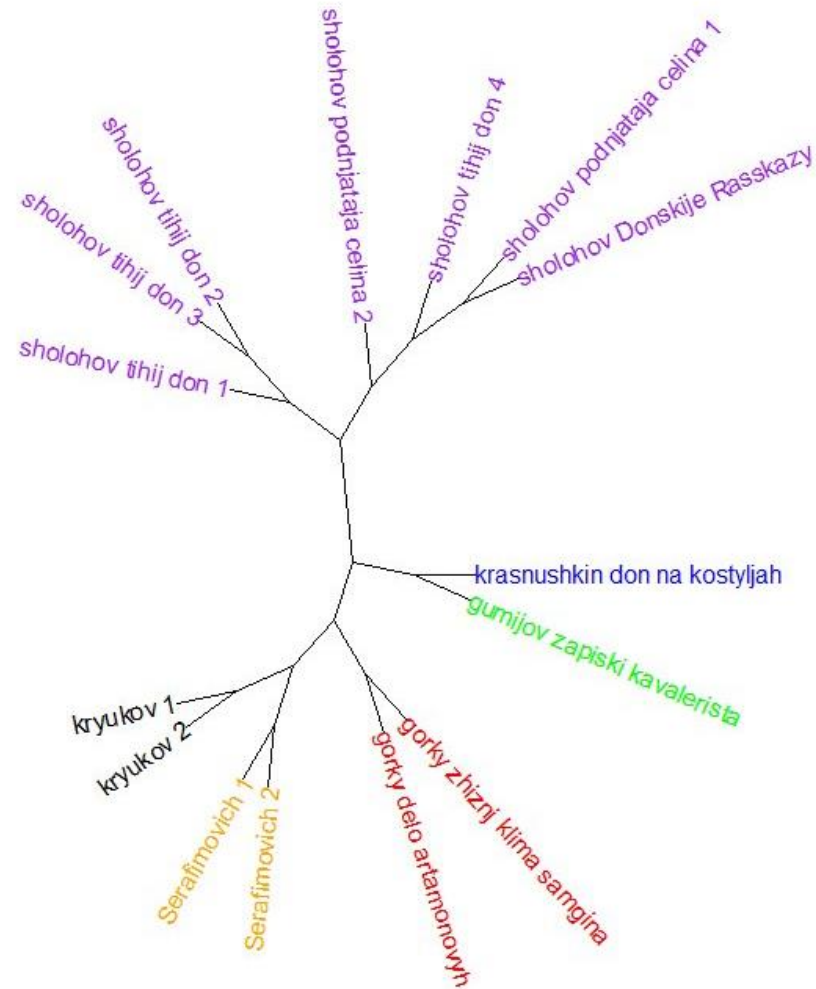 sholohov podnjataja celina 2
sholohov tihij don 4
sholohov podnjataja celina 1
sholohov Donskije Rasskazy
sholohov tihij don 2
sholohov tihij don 3
sholohov tihij don 1
krasnushkin don na kostyljah
gumijov zapiski kavalerista
kryukov 1
kryukov 2
Serafimovich 1
Serafimovich 2
gorky delo artamonovyh
gorky zhiznj klima samgina